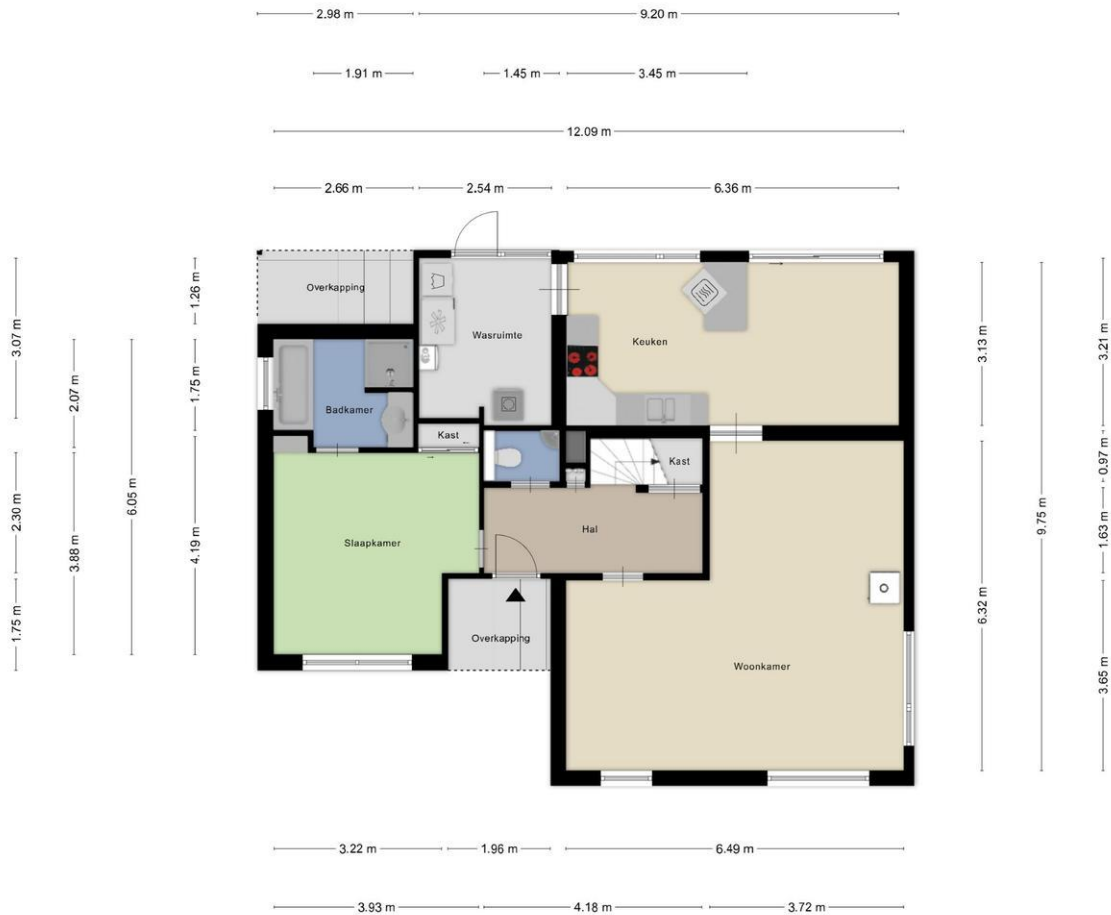 2.98 m 9.20 m
1.91 m 1.45 m 3.45 m
12.09 m
2.66 m 2.54 m 6.36 m
Overkapping
Wasruimte
Keuken
Badkamer
Kast
Kast
Hal
Slaapkamer
Overkapping
Woonkamer
3.07 m
2.30 m
1.75 m
2.07 m
3.88 m
6.05 m
1.26 m
1.75 m
4.19 m
3.13 m
6.32 m
9.75 m
3.21 m
0.97 m
1.63 m
3.65 m
3.22 m 1.96 m 6.49 m
3.93 m 4.18 m 3.72 m